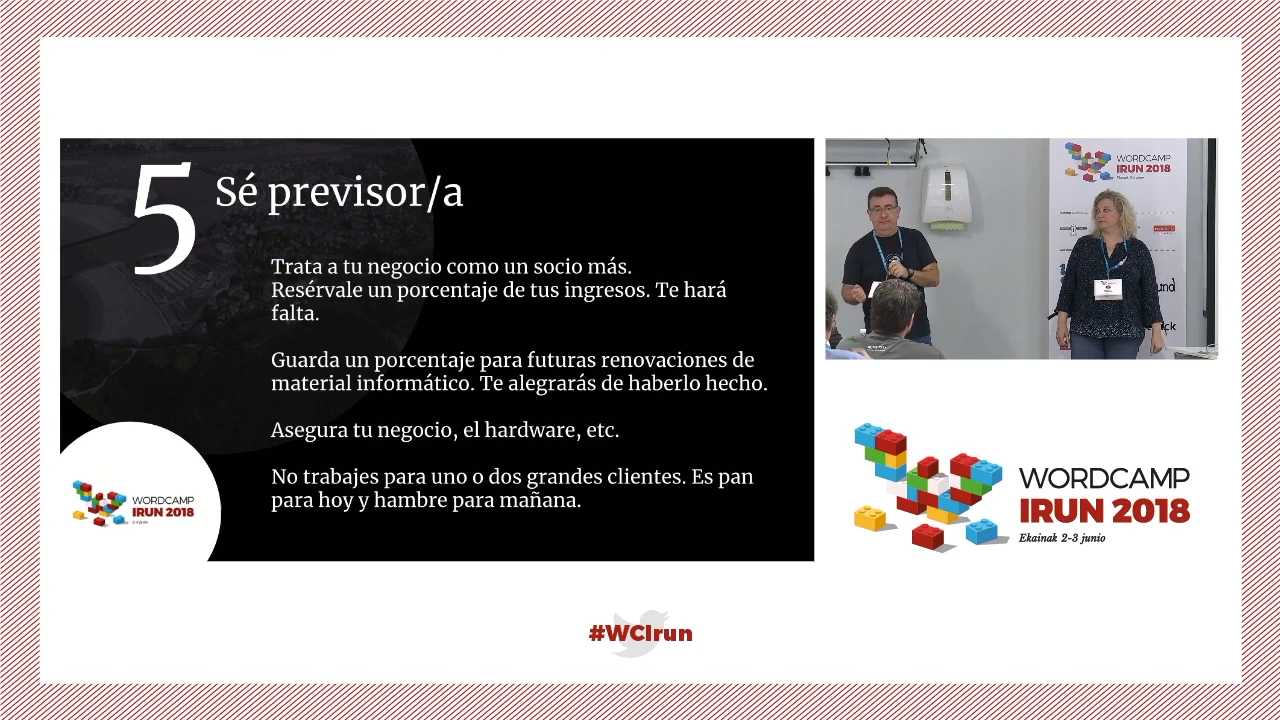 5
Sé previsor/a
Trata a tu negocio como un socio más.
Resérvale un porcentaje de tus ingresos. Te hará
falta.
Guarda un porcentaje para futuras renovaciones de
material informático. Te alegrarás de haberlo hecho.
Asegura tu negocio, el hardware, etc.
No trabajes para uno o dos grandes clientes. Es pan
para hoy y hambre para mañana.
WORDCAMP
IRUN 2018
2-3 junio
WORDCAMP
IRUN 2018
WORDCAMP
IRUN 2018
Ekainak 2-3 junio
#WCIrun